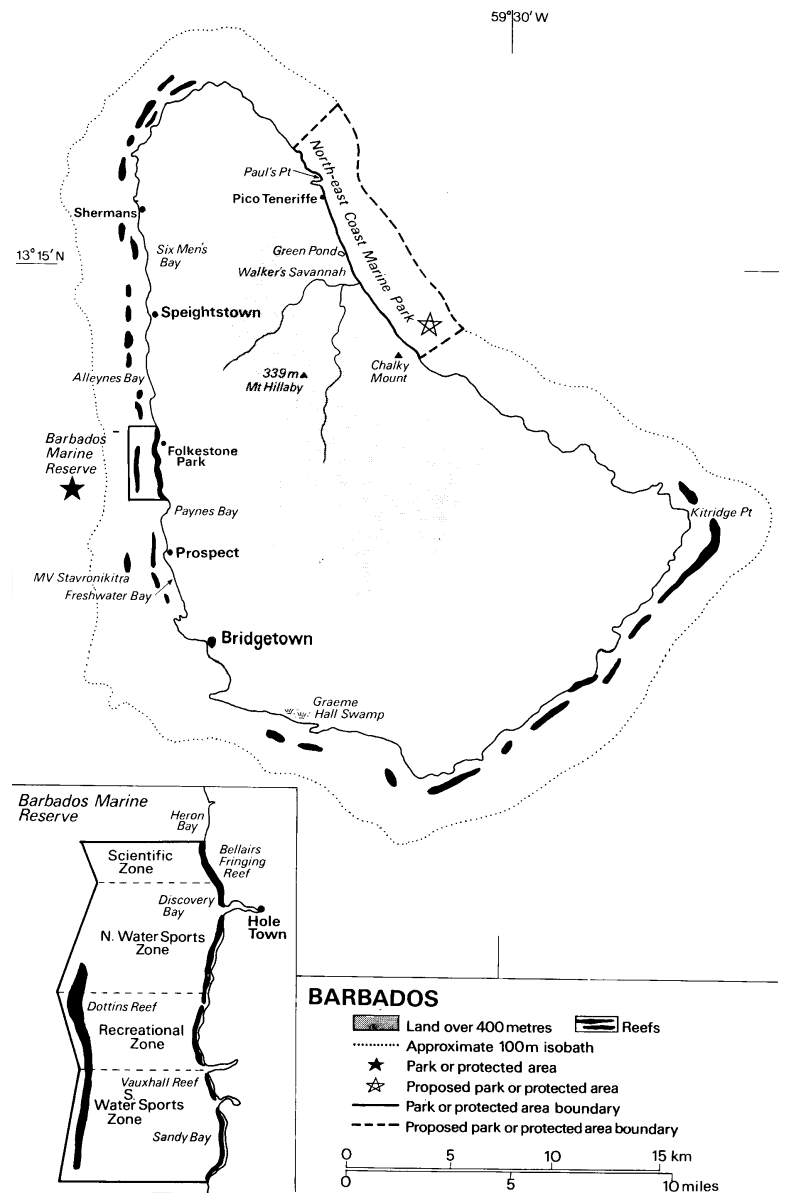 59° 30′ W
Paul's Pt
Pico Teneriffe
North-east Coast Marine Park
Shermans
13° 15′ N
Six Men's
Bay
Green Pond
Walker's Savannah
Speightstown
339m
Mt Hillaby
Chalky
Mount
Alleynes Bay
Barbados
Marine
Reserve
Folkestone
Park
Paynes Bay
Kitridge Pt
Prospect
MV Stavronikitra
Freshwater Bay
Bridgetown
Graeme
Hall Swamp
Barbados Marine
Reserve
Heron
Bay
Scientific
Zone
Bellairs
Fringing
Reef
Discovery
Bay
Hole
Town
N. Water Sports
Zone
Dottins Reef
Recreational
Zone
Vauxhall Reef
S.
Water Sports
Zone
Sandy Bay
BARBADOS
Land over 400 metres
Reefs
Approximate 100m isobath
Park or protected area
Proposed park or protected area
Park or protected area boundary
Proposed park or protected area boundary
0 5 10 15 km
0 5 10 miles